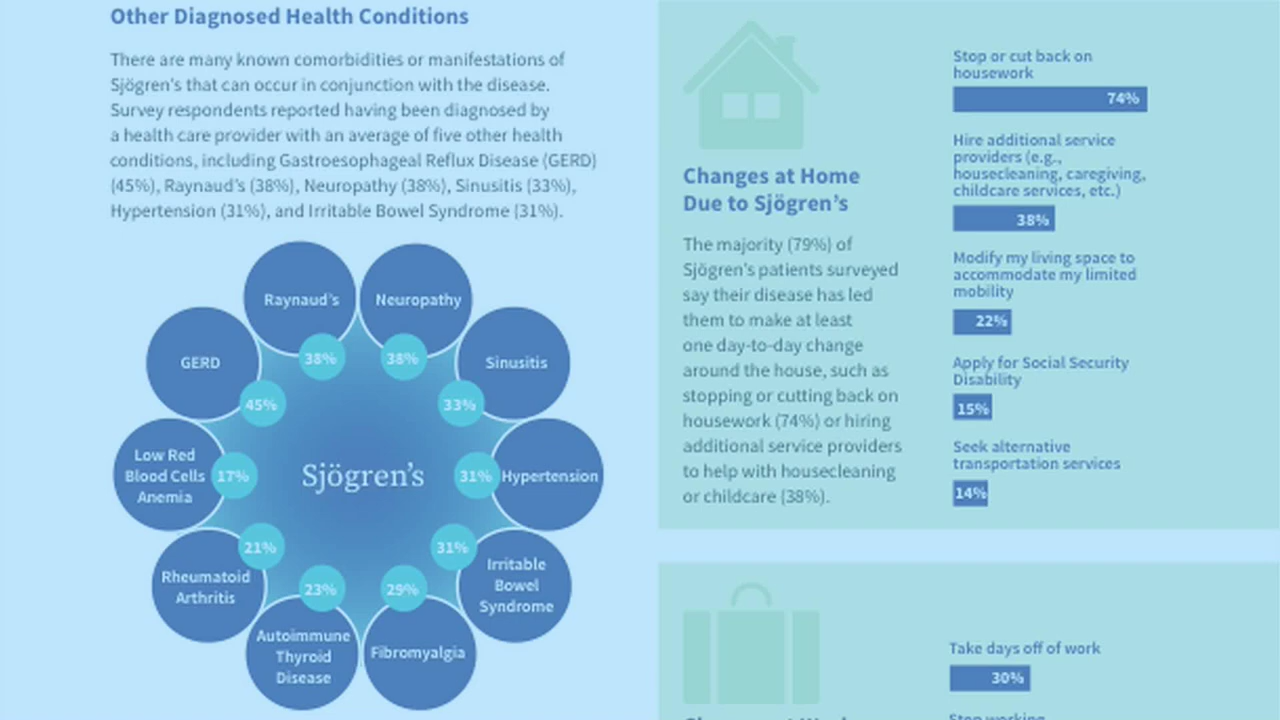 Other Diagnosed Health Conditions
There are many known comorbidities or manifestations of
Sjögren's that can occur in conjunction with the disease.
Survey respondents reported having been diagnosed by
a health care provider with an average of five other health
conditions, including Gastroesophageal Reflux Disease (GERD)
(45%), Raynaud's (38%), Neuropathy (38%), Sinusitis (33%),
Hypertension (31%), and Irritable Bowel Syndrome (31%).
Raynaud's
38%
Neuropathy
38%
GERD
45%
Sinusitis
33%
Low Red
Blood Cells
Anemia
17%
Sjögren's
31%
Hypertension
21%
Rheumatoid
Arthritis
31%
Irritable
Bowel
Syndrome
23%
Autoimmune
Thyroid
Disease
29%
Fibromyalgia
Changes at Home
Due to Sjögren's
The majority (79%) of
Sjögren's patients surveyed
say their disease has led
them to make at least
one day-to-day change
around the house, such as
stopping or cutting back on
housework (74%) or hiring
additional service providers
to help with housecleaning
or childcare (38%).
Stop or cut back on
housework
74%
Hire additional service
providers (e.g.,
housecleaning, caregiving,
childcare services, etc.)
38%
Modify my living space to
accommodate my limited
mobility
22%
Apply for Social Security
Disability
15%
Seek alternative
transportation services
14%
Take days off of work
30%
Stop working